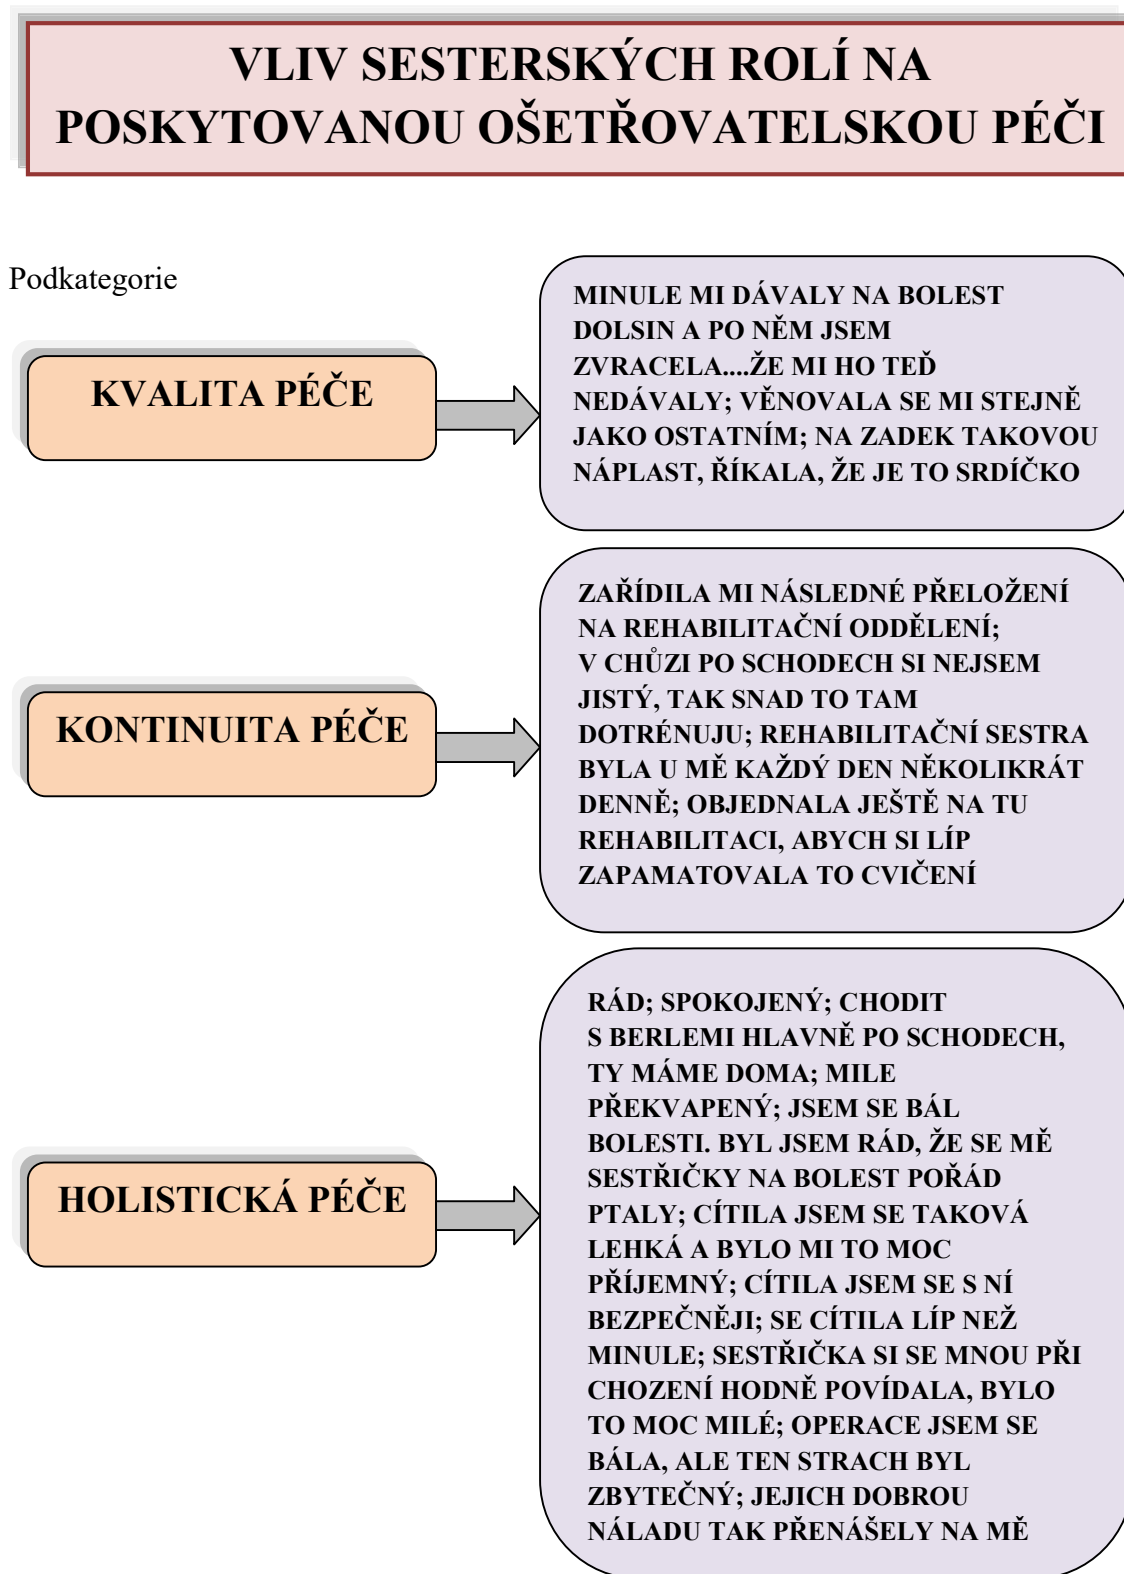 VLIV SESTERSKÝCH ROLÍ NA
POSKYTOVANOU OŠETŘOVATELSKOU PÉČI
Podkategorie
KVALITA PÉČE
MINULE MI DÁVALY NA BOLEST
DOLSIN A PO NĚM JSEM
ZVRACELA....ŽE MI HO TEĎ
NEDÁVALY; VĚNOVALA SE MI STEJNĚ
JAKO OSTATNÍM; NA ZADEK TAKOVOU
NÁPLAST, ŘÍKALA, ŽE JE TO SRDÍČKO
KONTINUITA PÉČE
ZAŘÍDILA MI NÁSLEDNÉ PŘELOŽENÍ
NA REHABILITAČNÍ ODDĚLENÍ;
V CHŮZI PO SCHODECH SI NEJSEM
JISTÝ, TAK SNAD TO TAM
DOTRÉNUJU; REHABILITAČNÍ SESTRA
BYLA U MĚ KAŽDÝ DEN NĚKOLIKRÁT
DENNĚ; OBJEDNALA JEŠTĚ NA TU
REHABILITACI, ABYCH SI LÍP
ZAPAMATOVALA TO CVIČENÍ
HOLISTICKÁ PÉČE
RÁD; SPOKOJENÝ; CHODIT
S BERLEMI HLAVNĚ PO SCHODECH,
TY MÁME DOMA; MILE
PŘEKVAPENÝ; JSEM SE BÁL
BOLESTI. BYL JSEM RÁD, ŽE SE MĚ
SESTŘIČKY NA BOLEST POŘÁD
PTALY; CÍTILA JSEM SE TAKOVÁ
LEHKÁ A BYLO MI TO MOC
PŘÍJEMNÝ; CÍTILA JSEM SE S NÍ
BEZPEČNĚJI; SE CÍTILA LÍP NEŽ
MINULE; SESTŘIČKA SI SE MNOU PŘI
CHOZENÍ HODNĚ POVÍDALA, BYLO
TO MOC MILÉ; OPERACE JSEM SE
BÁLA, ALE TEN STRACH BYL
ZBYTEČNÝ; JEJICH DOBROU
NÁLADU TAK PŘENÁŠELY NA MĚ